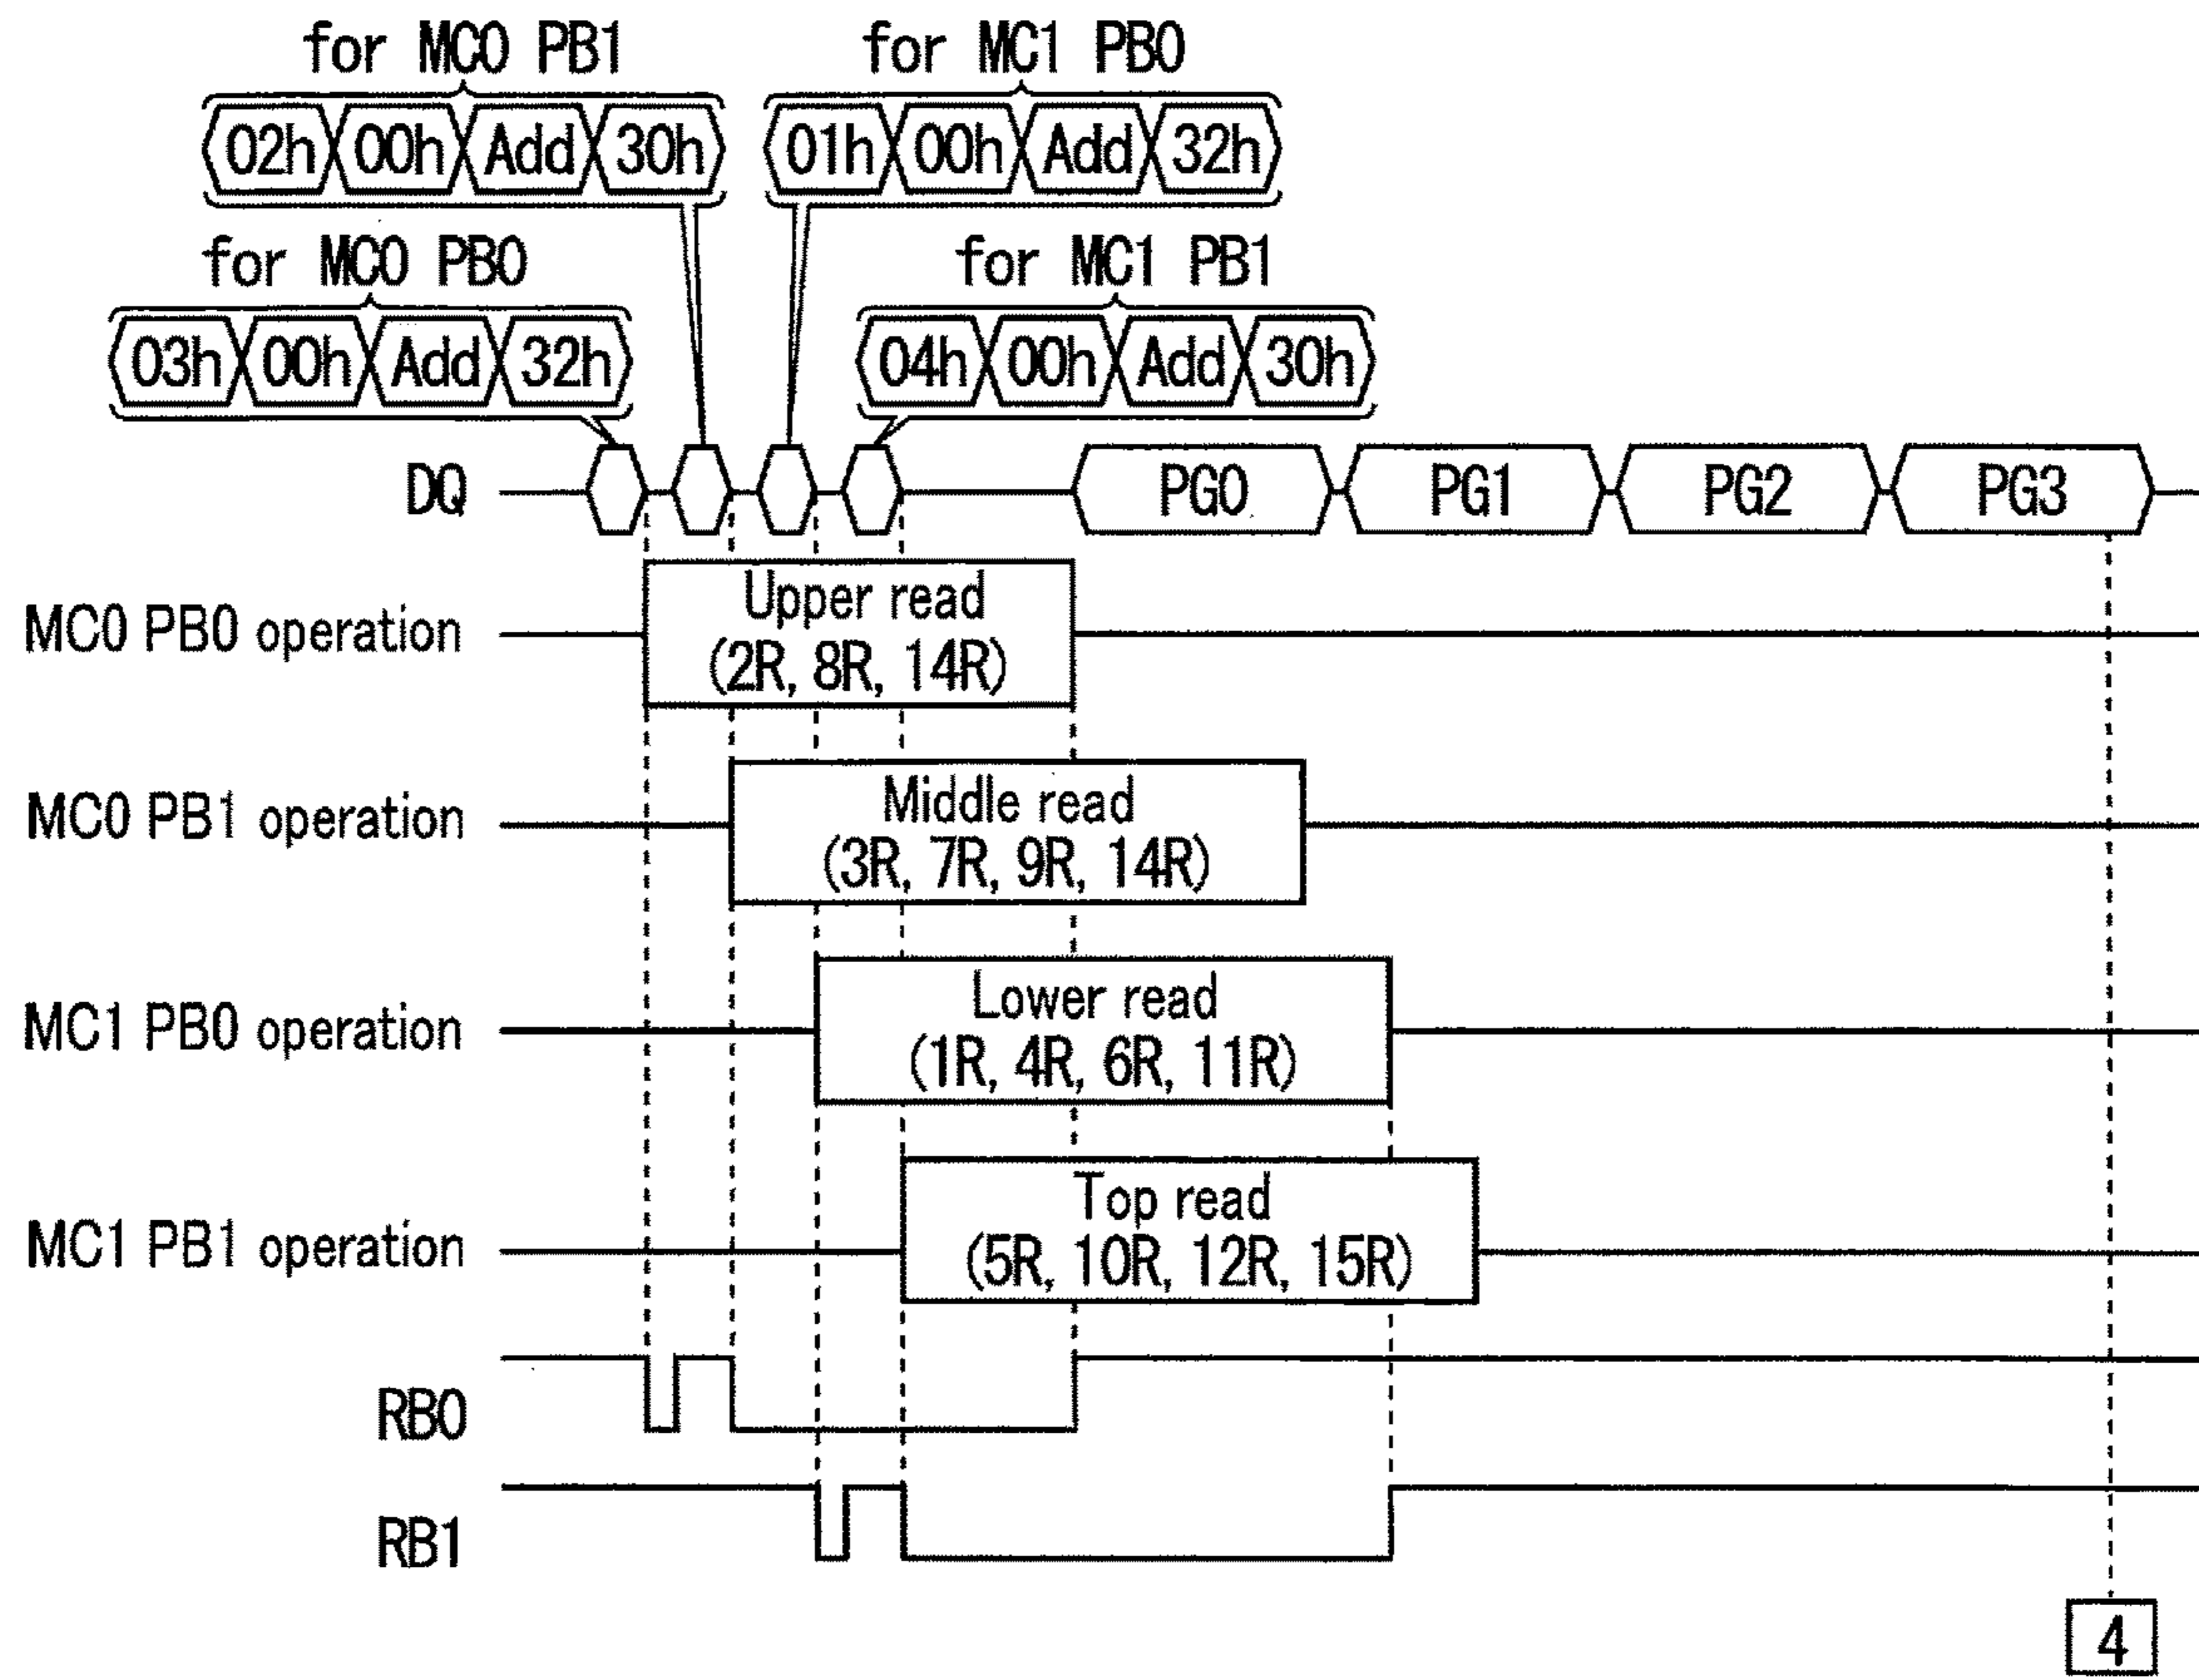 for MC0 PB1 for MC1 PB0
02h 00h Add 30h 01h 00h Add 32h
for MC0 PB0 for MC1 PB1
03h 00h Add 32h 04h 00h Add 30h
DQ PG0 PG1 PG2 PG3
Upper read
MC0 PB0 operation
(2R, 8R, 14R)
Middle read
MC0 PB1 operation
(3R, 7R, 9R, 14R)
Lower read
MC1 PB0 operation
(1R, 4R, 6R, 11R)
Top read
MC1 PB1 operation
(5R, 10R, 12R, 15R)
RB0
RB1
4